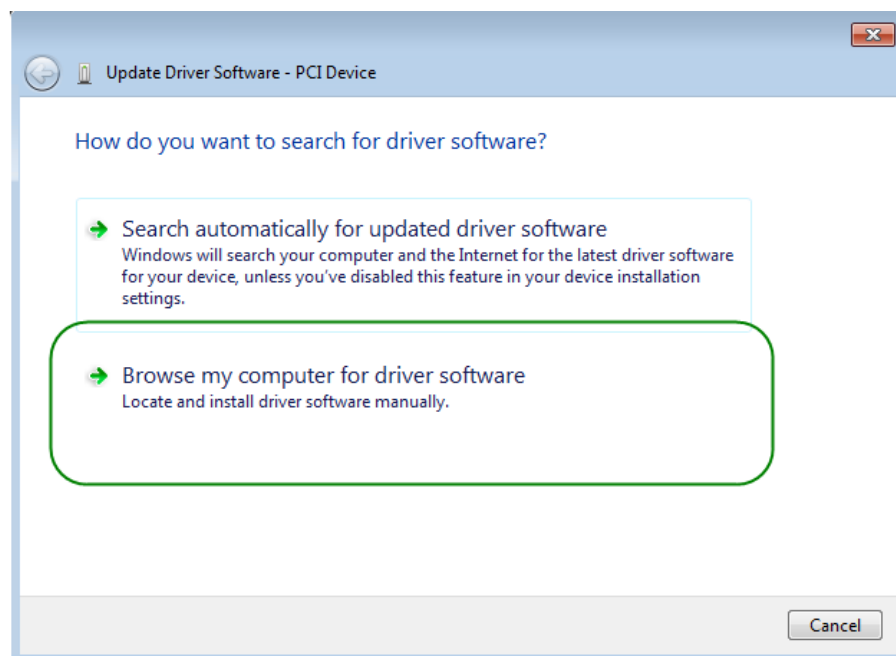 Update Driver Software - PCI Device
How do you want to search for driver software?
Search automatically for updated driver software
Windows will search your computer and the Internet for the latest driver software
for your device, unless you've disabled this feature in your device installation
settings.
Browse my computer for driver software
Locate and install driver software manually.
Cancel